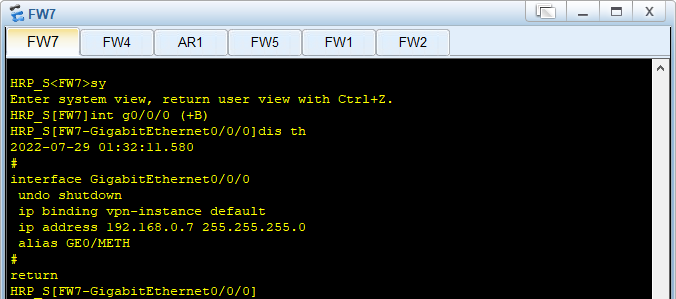 FW7
FW7 FW4 AR1 FW5 FW1 FW2
HRP_S<FW7>sy
Enter system view, return user view with Ctrl+Z.
HRP_S[FW7]int g0/0/0 (+B)
HRP_S[FW7-GigabitEthernet0/0/0]dis th
2022-07-29 01:32:11.580
#
interface GigabitEthernet0/0/0
undo shutdown
ip binding vpn-instance default
ip address 192.168.0.7 255.255.255.0
alias GE0/METH
#
return
HRP_S[FW7-GigabitEthernet0/0/0]